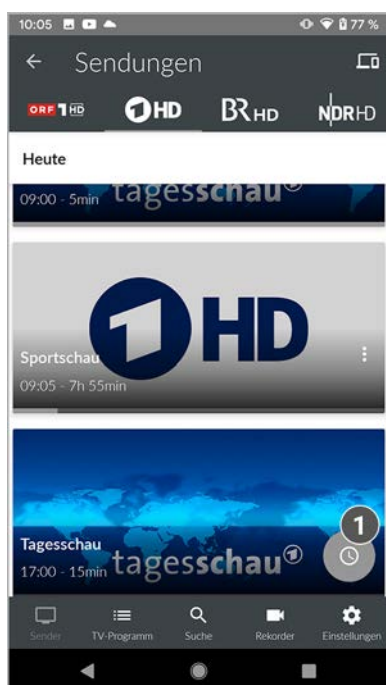 10:05 77 %
Sendungen
ORF 1 HD 1 HD BR HD NDR HD
Heute
tagesschau
09:00 - 5min
1 HD
Sportschau
09:05 - 7h 55min
1
Tagesschau
tagesschau®
17:00 - 15min
Sender TV-Programm Suche Rekorder Einstellungen